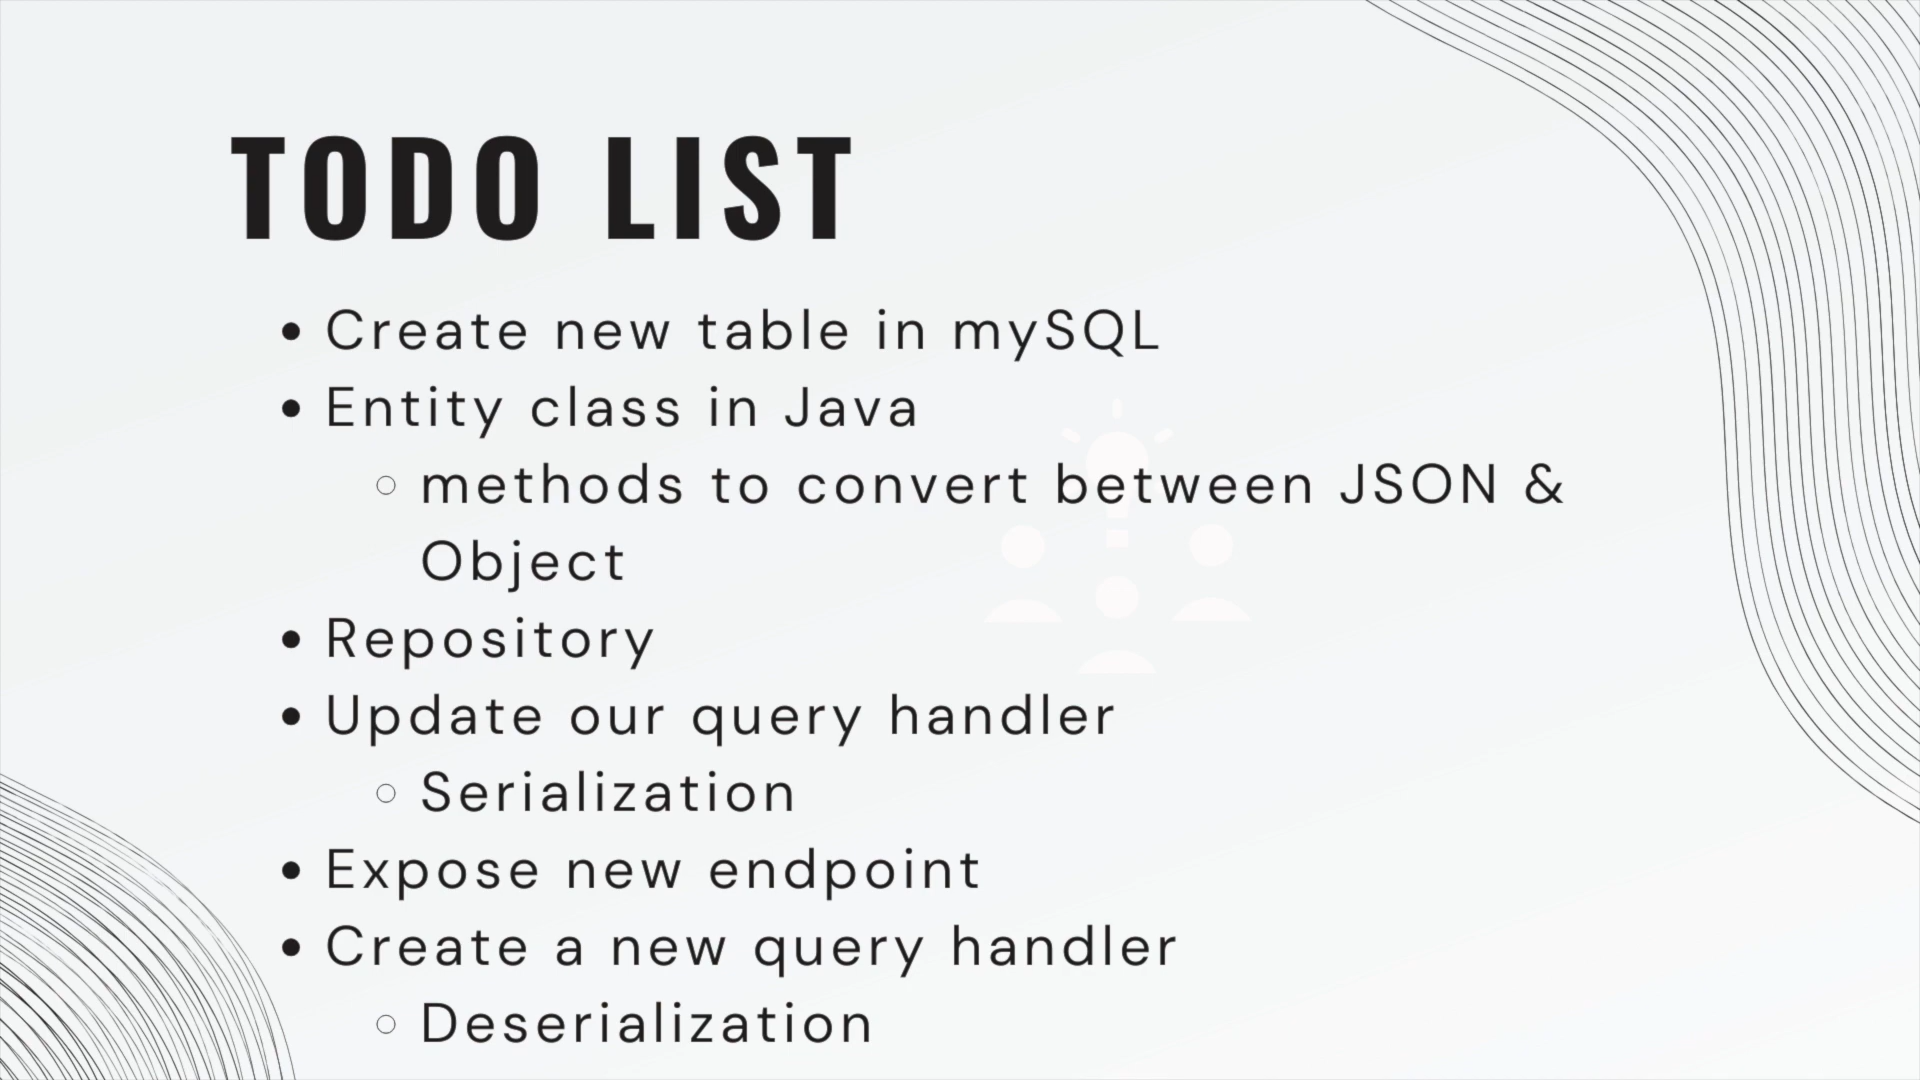 TODO LIST
Create new table in mySQL
Entity class in Java
methods to convert between JSON &
Object
Repository
Update our query handler
Serialization
Expose new endpoint
Create a new query handler
Deserialization